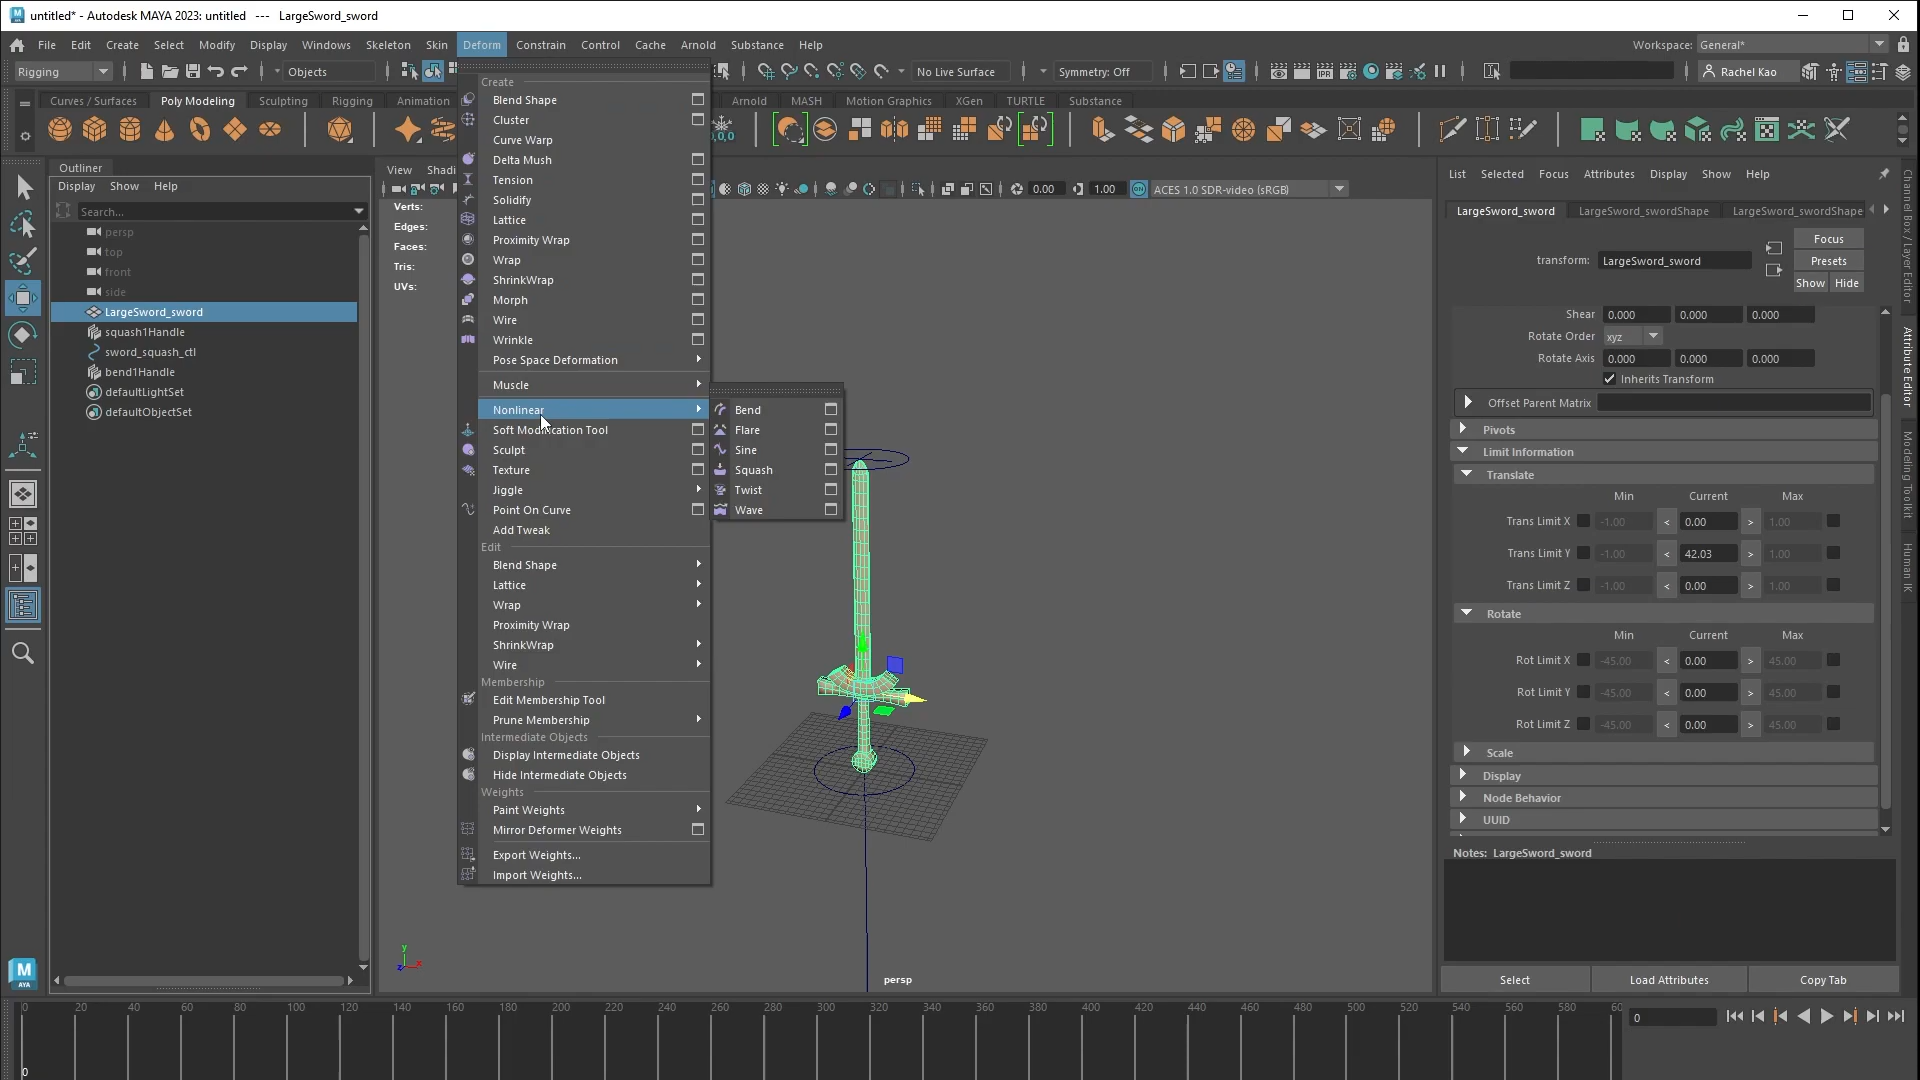 untitled* - Autodesk MAYA 2023: untitled --- LargeSword_sword
File Edit Create Select Modify Display Windows Skeleton Skin Deform Constrain Control Cache Arnold Substance Help
Workspace: General*
Rigging
Objects
No Live Surface
Symmetry: Off
Rachel Kao
Curves / Surfaces Poly Modeling Sculpting Rigging Animation
Arnold MASH Motion Graphics XGen TURTLE Substance
Outliner
Display Show Help
Search...
persp
top
front
side
LargeSword_sword
squash1Handle
sword_squash_ctl
bend1Handle
defaultLightSet
defaultObjectSet
View Shadi
0.00 1.00 ACES 1.0 SDR-video (sRGB)
Verts:
Edges:
Faces:
Tris:
UVs:
Create
Blend Shape
Cluster
Curve Warp
Delta Mush
Tension
Solidify
Lattice
Proximity Wrap
Wrap
ShrinkWrap
Morph
Wire
Wrinkle
Pose Space Deformation
Muscle
Nonlinear
Soft Modification Tool
Sculpt
Texture
Jiggle
Point On Curve
Add Tweak
Edit
Blend Shape
Lattice
Wrap
Proximity Wrap
ShrinkWrap
Wire
Membership
Edit Membership Tool
Prune Membership
Intermediate Objects
Display Intermediate Objects
Hide Intermediate Objects
Weights
Paint Weights
Mirror Deformer Weights
Export Weights...
Import Weights...
Bend
Flare
Sine
Squash
Twist
Wave
y
z x
persp
List Selected Focus Attributes Display Show Help
LargeSword_sword LargeSword_swordShape LargeSword_swordShape
transform: LargeSword_sword
Focus
Presets
Show Hide
Shear 0.000 0.000 0.000
Rotate Order xyz
Rotate Axis 0.000 0.000 0.000
Inherits Transform
Offset Parent Matrix
Pivots
Limit Information
Translate
Min Current Max
Trans Limit X -1.00 < 0.00 > 1.00
Trans Limit Y -1.00 < 42.03 > 1.00
Trans Limit Z -1.00 < 0.00 > 1.00
Rotate
Min Current Max
Rot Limit X -45.00 < 0.00 > 45.00
Rot Limit Y -45.00 < 0.00 > 45.00
Rot Limit Z -45.00 < 0.00 > 45.00
Scale
Display
Node Behavior
UUID
Notes: LargeSword_sword
Select Load Attributes Copy Tab
Channel Box / Layer Editor
Attribute Editor
Modeling Toolkit
Human IK
M
AYA
0 20 40 60 80 100 120 140 160 180 200 220 240 260 280 300 320 340 360 380 400 420 440 460 480 500 520 540 560 580 60
0
0